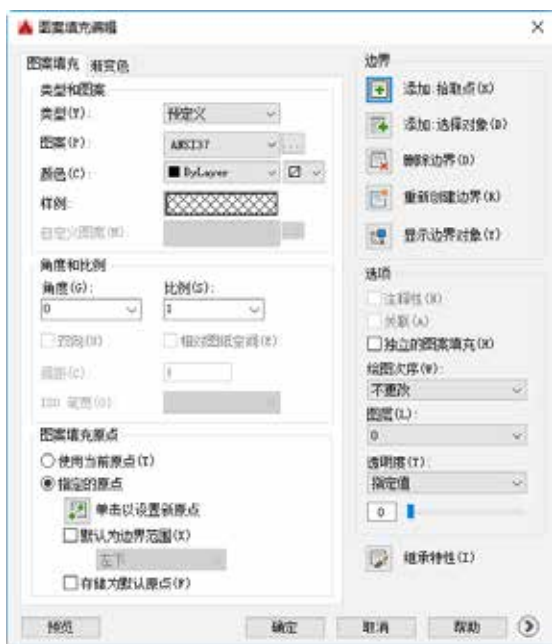 图案填充编辑
图案填充 渐变色
类型和图案
类型(Y): 预定义
图案(P): ANSI37
颜色(C): ByLayer
样例:
自定义图案(M):
角度和比例
角度(G): 比例(S):
0 1
双向(U) 相对图纸空间(E)
间距(C): 1
ISO 笔宽(O):
图案填充原点
使用当前原点(T)
指定的原点
单击以设置新原点
默认为边界范围(X)
左下
存储为默认原点(F)
边界
添加:拾取点(K)
添加:选择对象(B)
删除边界(D)
重新创建边界(R)
显示边界对象(Y)
选项
注释性(N)
关联(A)
独立的图案填充(H)
绘图次序(W):
不更改
图层(L):
0
透明度(T):
指定值
0
继承特性(I)
预览 确定 取消 帮助